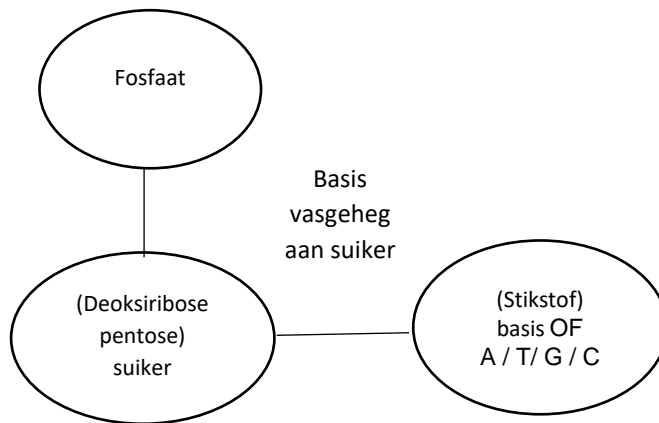 Fosfaat
Basis
vasgeheg
aan suiker
(Deoksiribose
pentose)
suiker
(Stikstof)
basis OF
A / T/ G / C